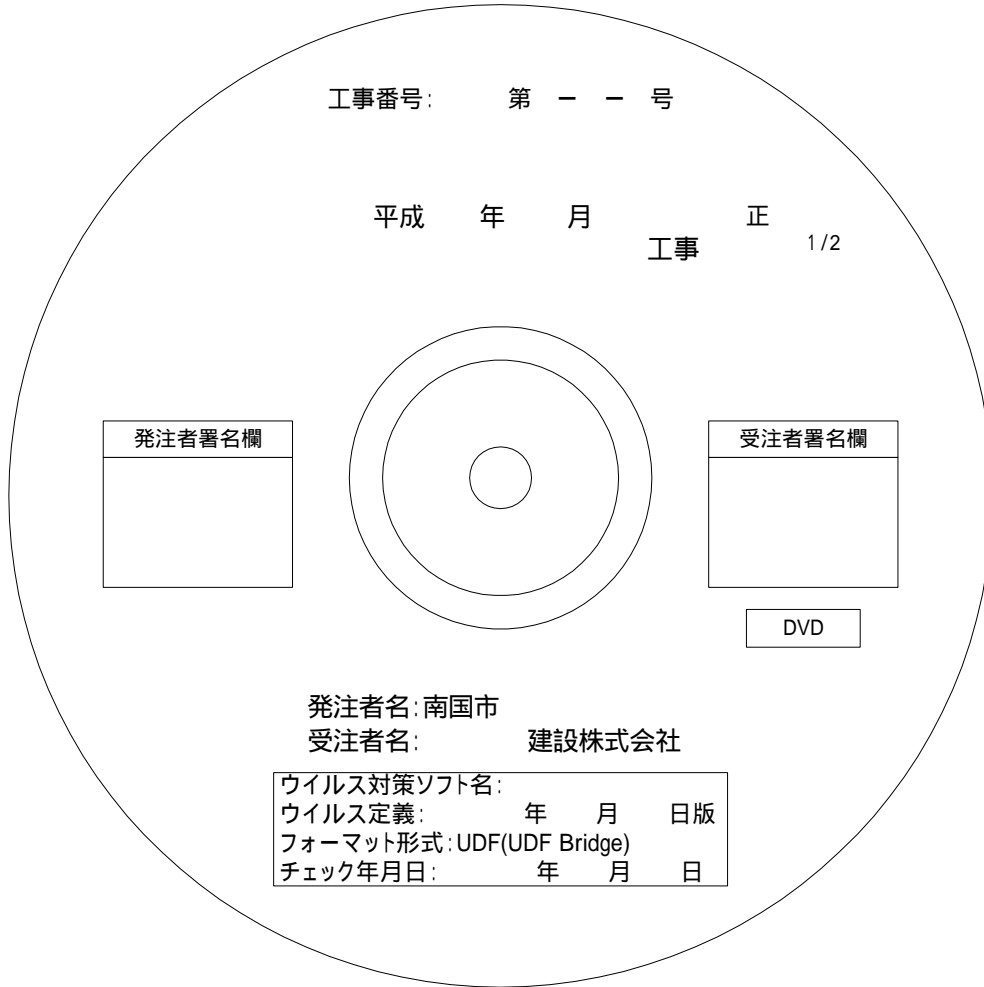 工事番号: 第 － － 号
平成 年 月 正
工事 1/2
発注者署名欄
受注者署名欄
DVD
発注者名:南国市
受注者名: 建設株式会社
ウイルス対策ソフト名:
ウイルス定義: 年 月 日版
フォーマット形式:UDF(UDF Bridge)
チェック年月日: 年 月 日